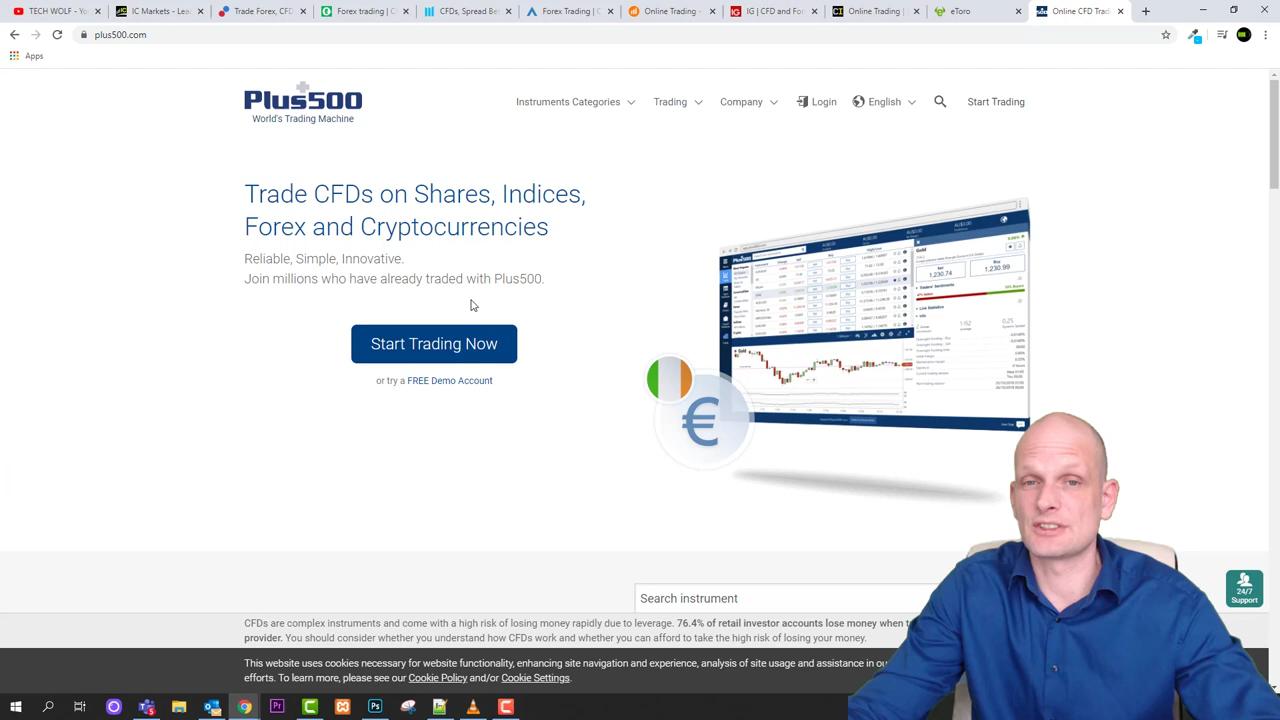 TECH WOLF - Y
IC Markets - L
Trade Forex, CF
Forex trading |
CFDs, Spread Be
Forex Trading | C
Online Trading
IG | CFD and For
Online Trading
eToro
Online CFD Trad
plus500.com
Apps
Plus500
World's Trading Machine
Instruments Categories
Trading
Company
Login
English
Start Trading
Trade CFDs on Shares, Indices,
Forex and Cryptocurrencies
Reliable, Simple, Innovative.
Join millions who have already traded with Plus500.
Start Trading Now
or try a FREE Demo Account
Gold
1,230.74
1,230.99
€
24/7
Support
Search instrument
CFDs are complex instruments and come with a high risk of losing money rapidly due to leverage. 76.4% of retail investor accounts lose money when t
provider. You should consider whether you understand how CFDs work and whether you can afford to take the high risk of losing your money.
This website uses cookies necessary for website functionality, enhancing site navigation and experience, analysis of site usage and assistance in ou
efforts. To learn more, please see our Cookie Policy and/or Cookie Settings.